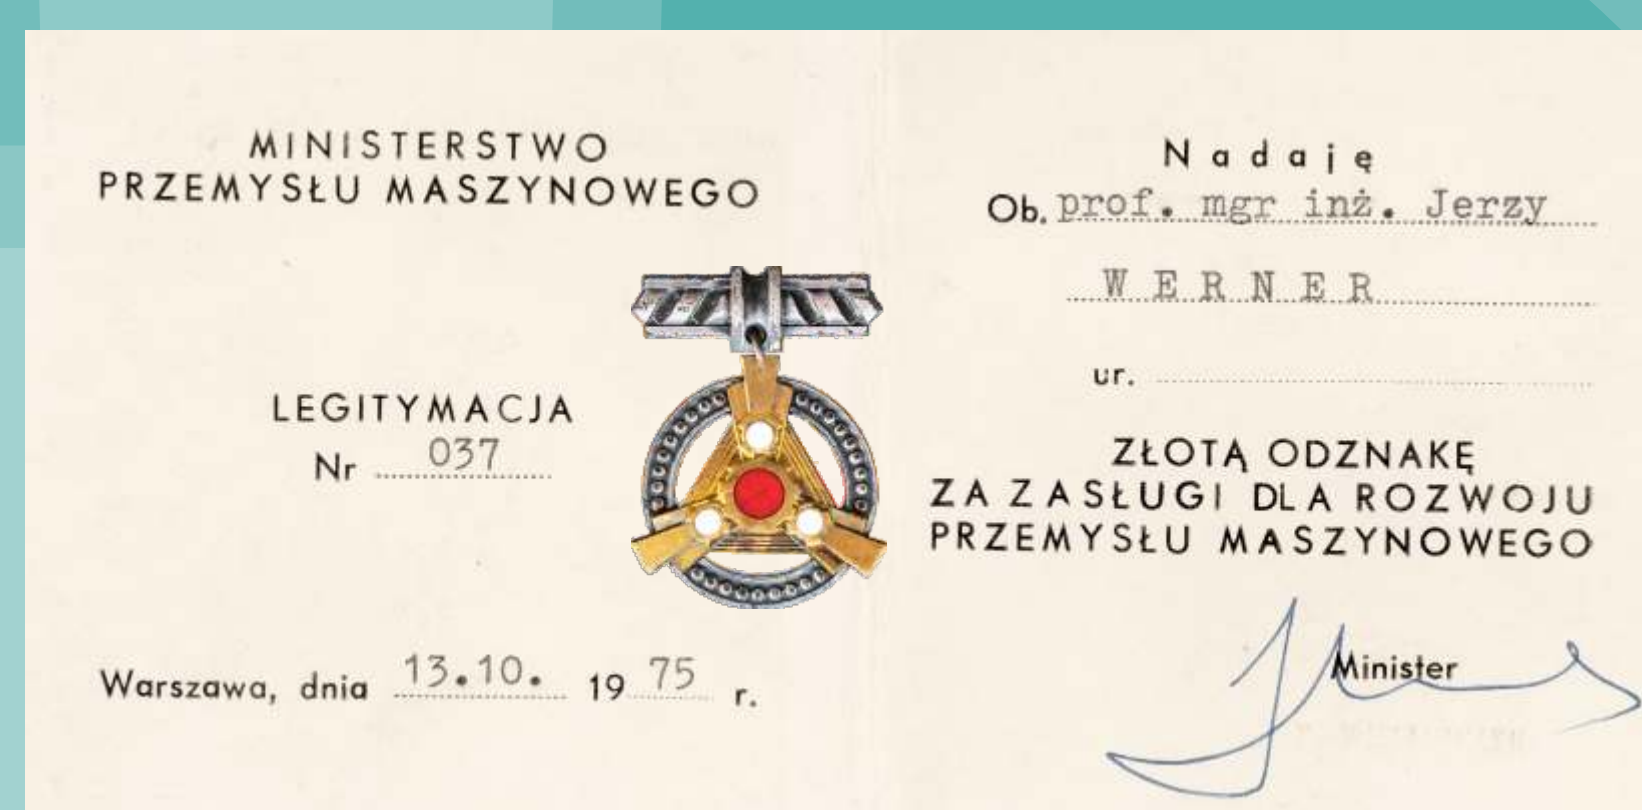 MINISTERSTWO
PRZEMYSŁU MASZYNOWEGO
LEGITYMACJA
Nr 037
Warszawa, dnia 13.10. 1975 r.
Nadaję
Ob. prof. mgr inż. Jerzy
WERNER
ur.
ZŁOTĄ ODZNAKĘ
ZA ZASŁUGI DLA ROZWOJU
PRZEMYSŁU MASZYNOWEGO
Minister